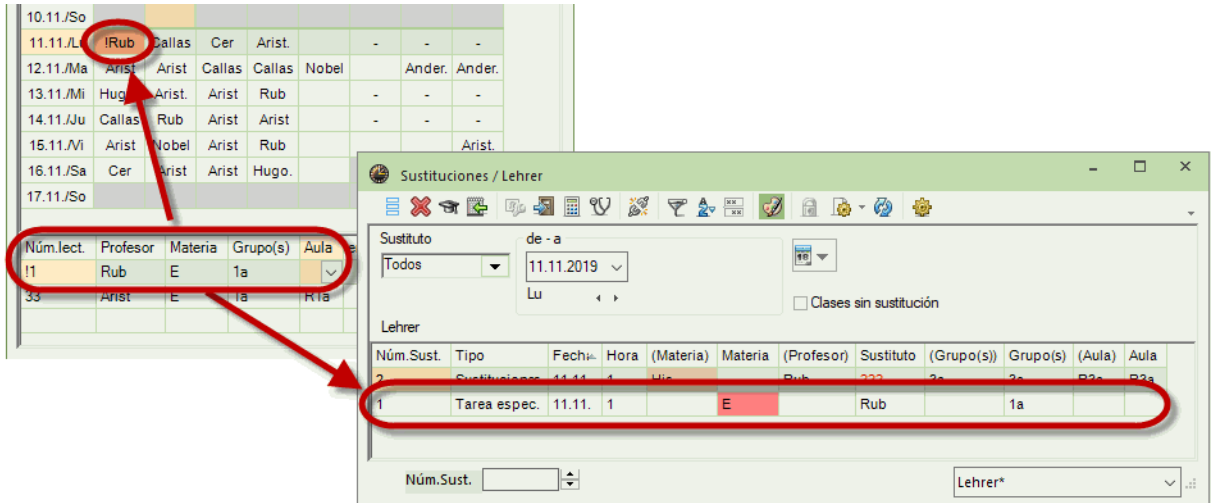 10.11./So
11.11./Lu !Rub Callas Cer Arist. - - -
12.11./Ma Arist Arist Callas Callas Nobel Ander. Ander.
13.11./Mi Hug Arist. Arist Rub - - -
14.11./Ju Callas Rub Arist Arist - - -
15.11./Vi Arist Nobel Arist Rub Arist.
16.11./Sa Cer Arist Arist Hugo.
17.11./So
Núm.lect. Profesor Materia Grupo(s) Aula
!1 Rub E 1a
33 Arist E 1a R1a
Sustituciones / Lehrer
Sustituto de - a
Todos 11.11.2019
Lu
Clases sin sustitución
Lehrer
Núm.Sust. Tipo Fech Hora (Materia) Materia (Profesor) Sustituto (Grupo(s)) Grupo(s) (Aula) Aula
2 Sustituciones 11.11. 1 His Rub ??? 3a 3a R3a R3a
1 Tarea espec. 11.11. 1 E Rub 1a
Núm.Sust. Lehrer*